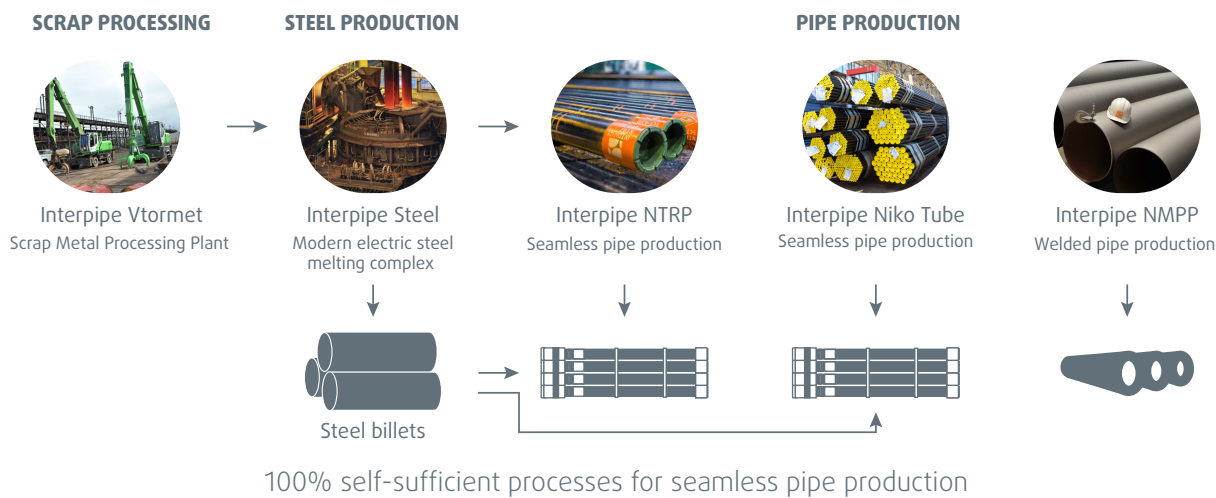 SCRAP PROCESSING
STEEL PRODUCTION
PIPE PRODUCTION
Interpipe Vtormet
Scrap Metal Processing Plant
Interpipe Steel
Modern electric steel
melting complex
Interpipe NTRP
Seamless pipe production
Interpipe Niko Tube
Seamless pipe production
Interpipe NMPP
Welded pipe production
Steel billets
100% self-sufficient processes for seamless pipe production